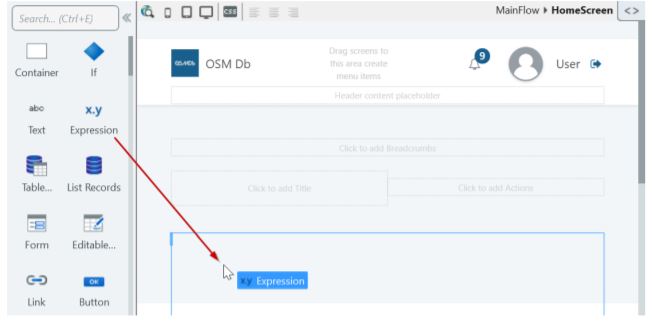 Search... (Ctrl+E)
CSS
MainFlow HomeScreen
Container
If
OSM Db
Drag screens to
this area create
menu items
9
User
Header content placeholder
abc
Text
x.y
Expression
Click to add Breadcrumbs
Table...
List Records
Click to add Title
Click to add Actions
Form
Editable...
x.y Expression
Link
OK
Button